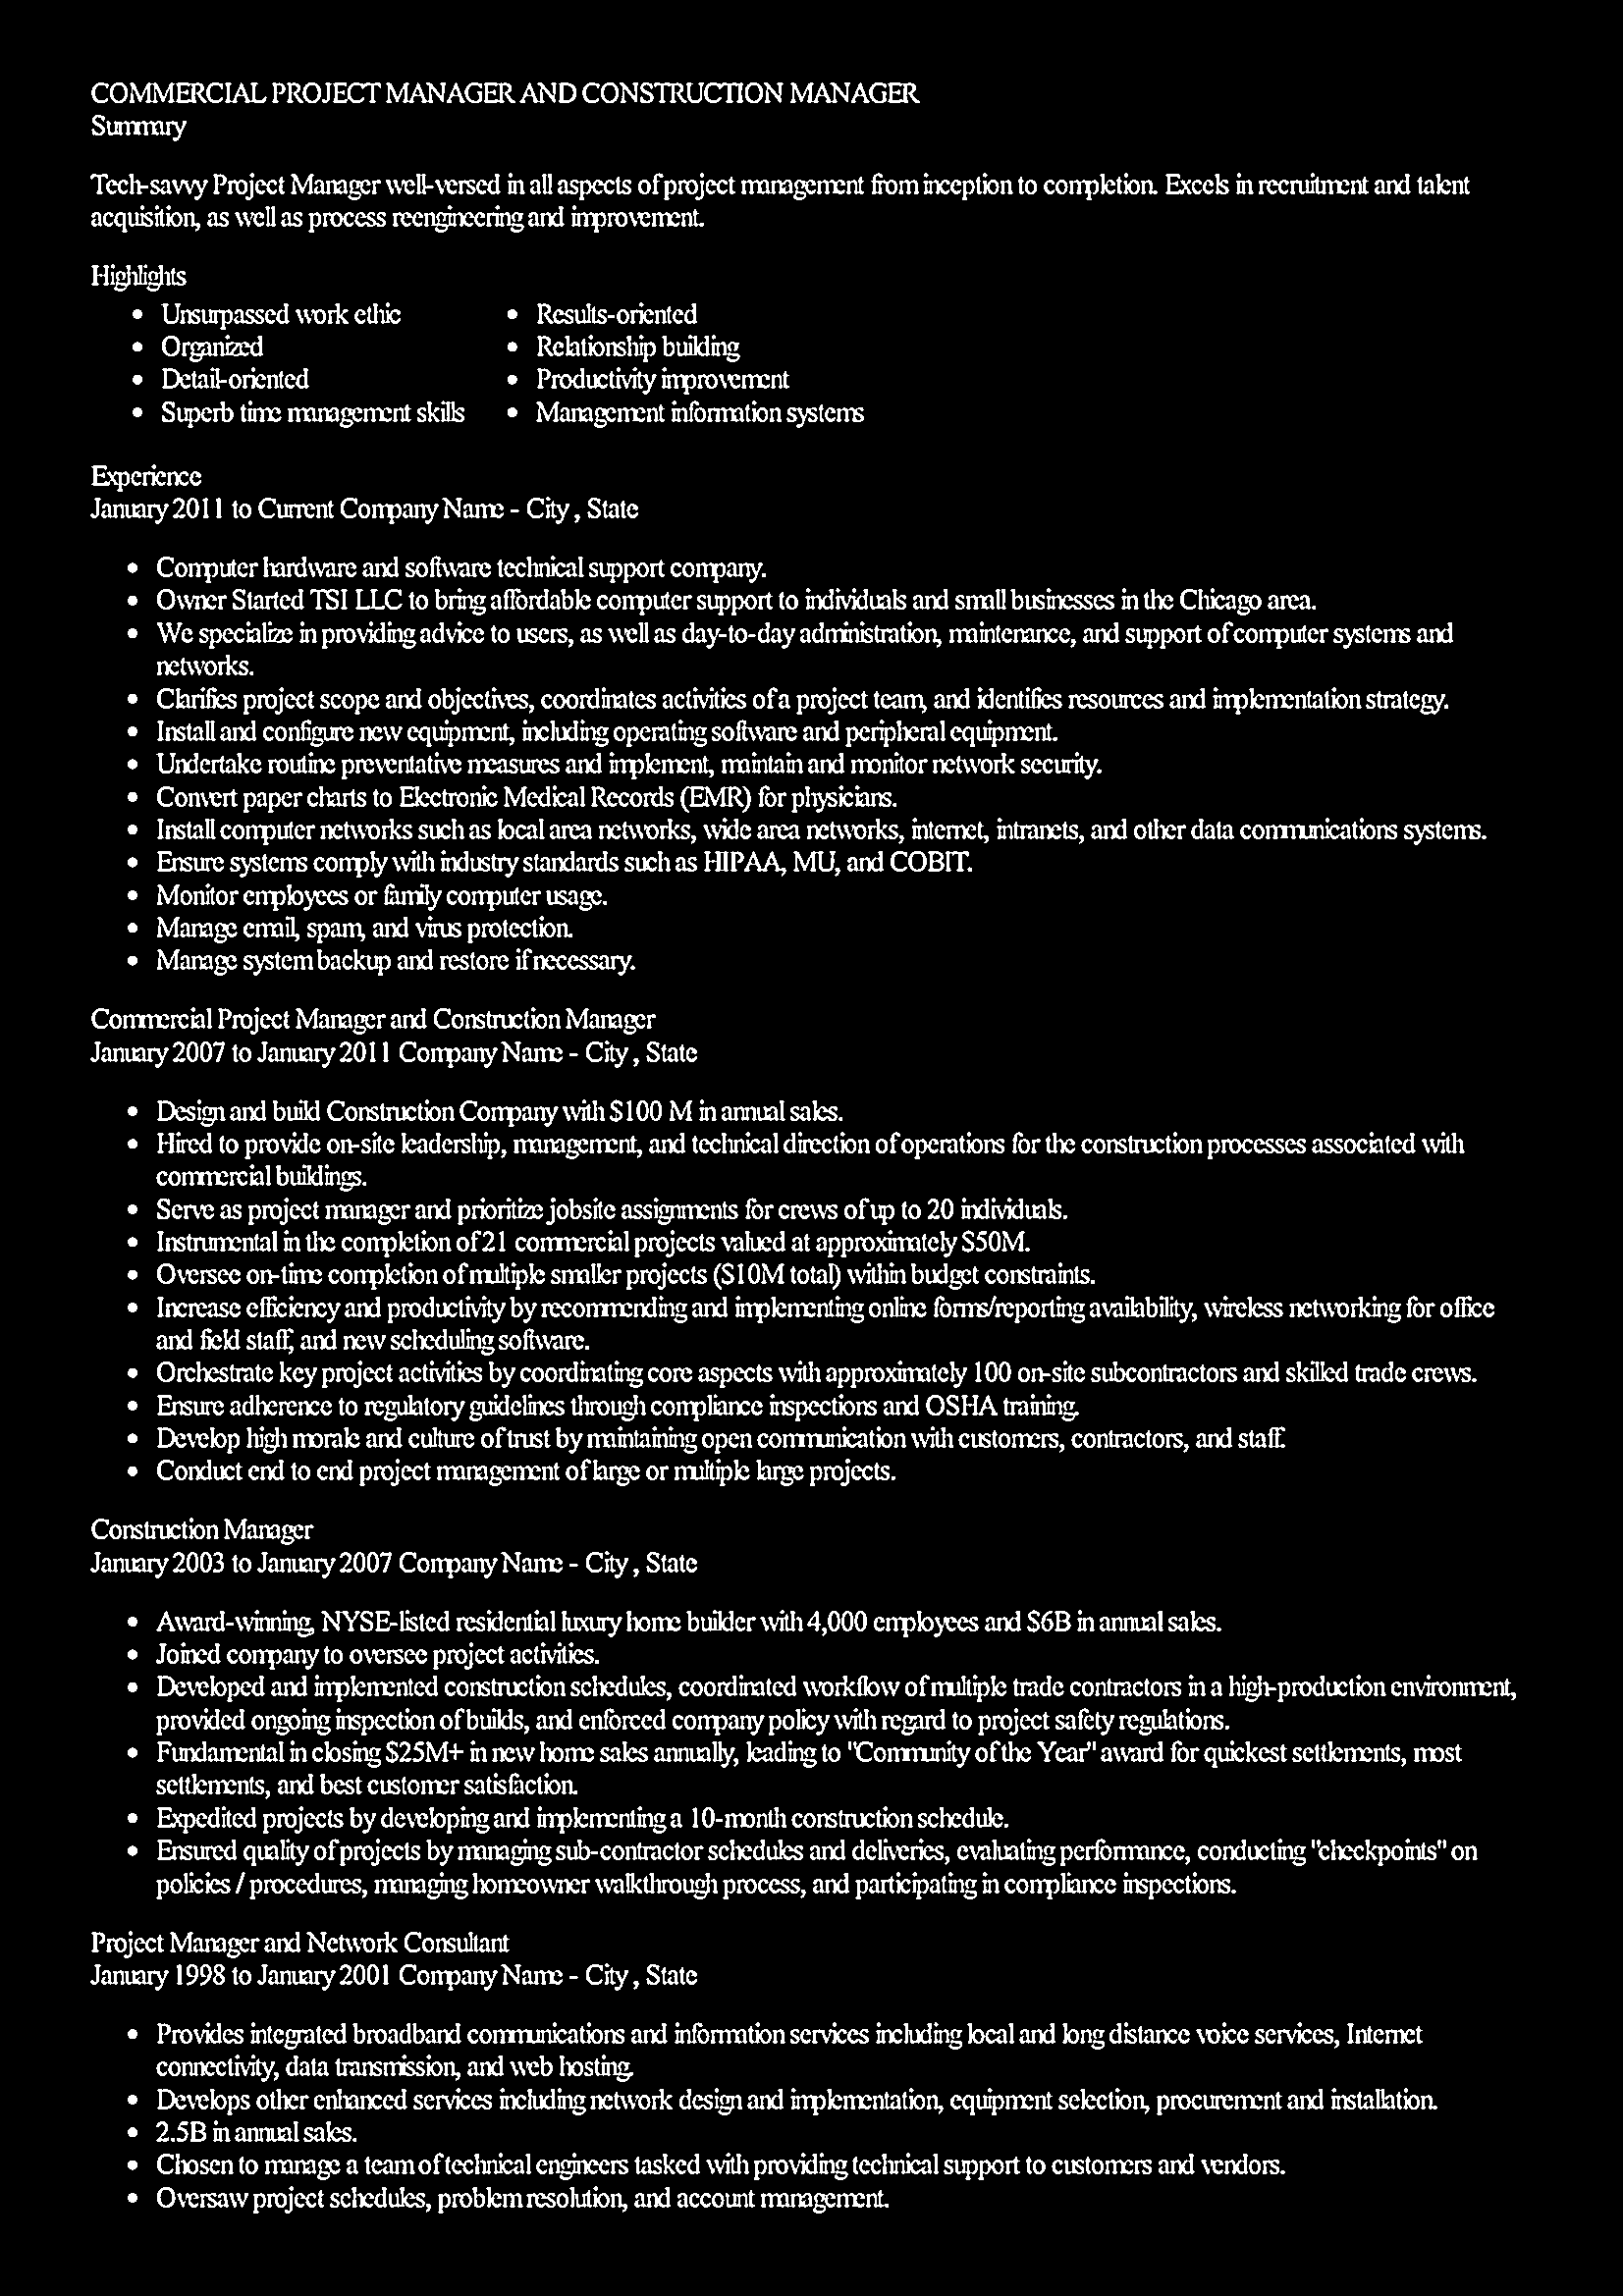 COMMERCIAL PROJECT MANAGER AND CONSTRUCTION MANAGER
Summary
Tech-savvy Project Manager well-versed in all aspects of project management from inception to completion. Excels in recruitment and talent
acquisition, as well as process reengineering and improvement.
Highlights
• Unsurpassed work ethic
• Organized
• Detail-oriented
• Superb time management skills
• Results-oriented
• Relationship building
• Productivity improvement
• Management information systems
Experience
January 2011 to Current Company Name - City , State
• Computer hardware and software technical support company.
• Owner Started TSI LLC to bring affordable computer support to individuals and small businesses in the Chicago area.
• We specialize in providing advice to users, as well as day-to-day administration, maintenance, and support of computer systems and
networks.
• Clarifies project scope and objectives, coordinates activities of a project team, and identifies resources and implementation strategy.
• Install and configure new equipment, including operating software and peripheral equipment.
• Undertake routine preventative measures and implement, maintain and monitor network security.
• Convert paper charts to Electronic Medical Records (EMR) for physicians.
• Install computer networks such as local area networks, wide area networks, internet, intranets, and other data communications systems.
• Ensure systems comply with industry standards such as HIPAA, MU, and COBIT.
• Monitor employees or family computer usage.
• Manage email, spam, and virus protection.
• Manage system backup and restore if necessary.
Commercial Project Manager and Construction Manager
January 2007 to January 2011 Company Name - City , State
• Design and build Construction Company with $100 M in annual sales.
• Hired to provide on-site leadership, management, and technical direction of operations for the construction processes associated with
commercial buildings.
• Serve as project manager and prioritize jobsite assignments for crews of up to 20 individuals.
• Instrumental in the completion of 21 commercial projects valued at approximately $50M.
• Oversee on-time completion of multiple smaller projects ($10M total) within budget constraints.
• Increase efficiency and productivity by recommending and implementing online forms/reporting availability, wireless networking for office
and field staff, and new scheduling software.
• Orchestrate key project activities by coordinating core aspects with approximately 100 on-site subcontractors and skilled trade crews.
• Ensure adherence to regulatory guidelines through compliance inspections and OSHA training.
• Develop high morale and culture of trust by maintaining open communication with customers, contractors, and staff.
• Conduct end to end project management of large or multiple large projects.
Construction Manager
January 2003 to January 2007 Company Name - City , State
• Award-winning, NYSE-listed residential luxury home builder with 4,000 employees and $6B in annual sales.
• Joined company to oversee project activities.
• Developed and implemented construction schedules, coordinated workflow of multiple trade contractors in a high-production environment,
provided ongoing inspection of builds, and enforced company policy with regard to project safety regulations.
• Fundamental in closing $25M+ in new home sales annually, leading to "Community of the Year" award for quickest settlements, most
settlements, and best customer satisfaction.
• Expedited projects by developing and implementing a 10-month construction schedule.
• Ensured quality of projects by managing sub-contractor schedules and deliveries, evaluating performance, conducting "checkpoints" on
policies / procedures, managing homeowner walkthrough process, and participating in compliance inspections.
Project Manager and Network Consultant
January 1998 to January 2001 Company Name - City , State
• Provides integrated broadband communications and information services including local and long distance voice services, Internet
connectivity, data transmission, and web hosting.
• Develops other enhanced services including network design and implementation, equipment selection, procurement and installation.
• 2.5B in annual sales.
• Chosen to manage a team of technical engineers tasked with providing technical support to customers and vendors.
• Oversaw project schedules, problem resolution, and account management.